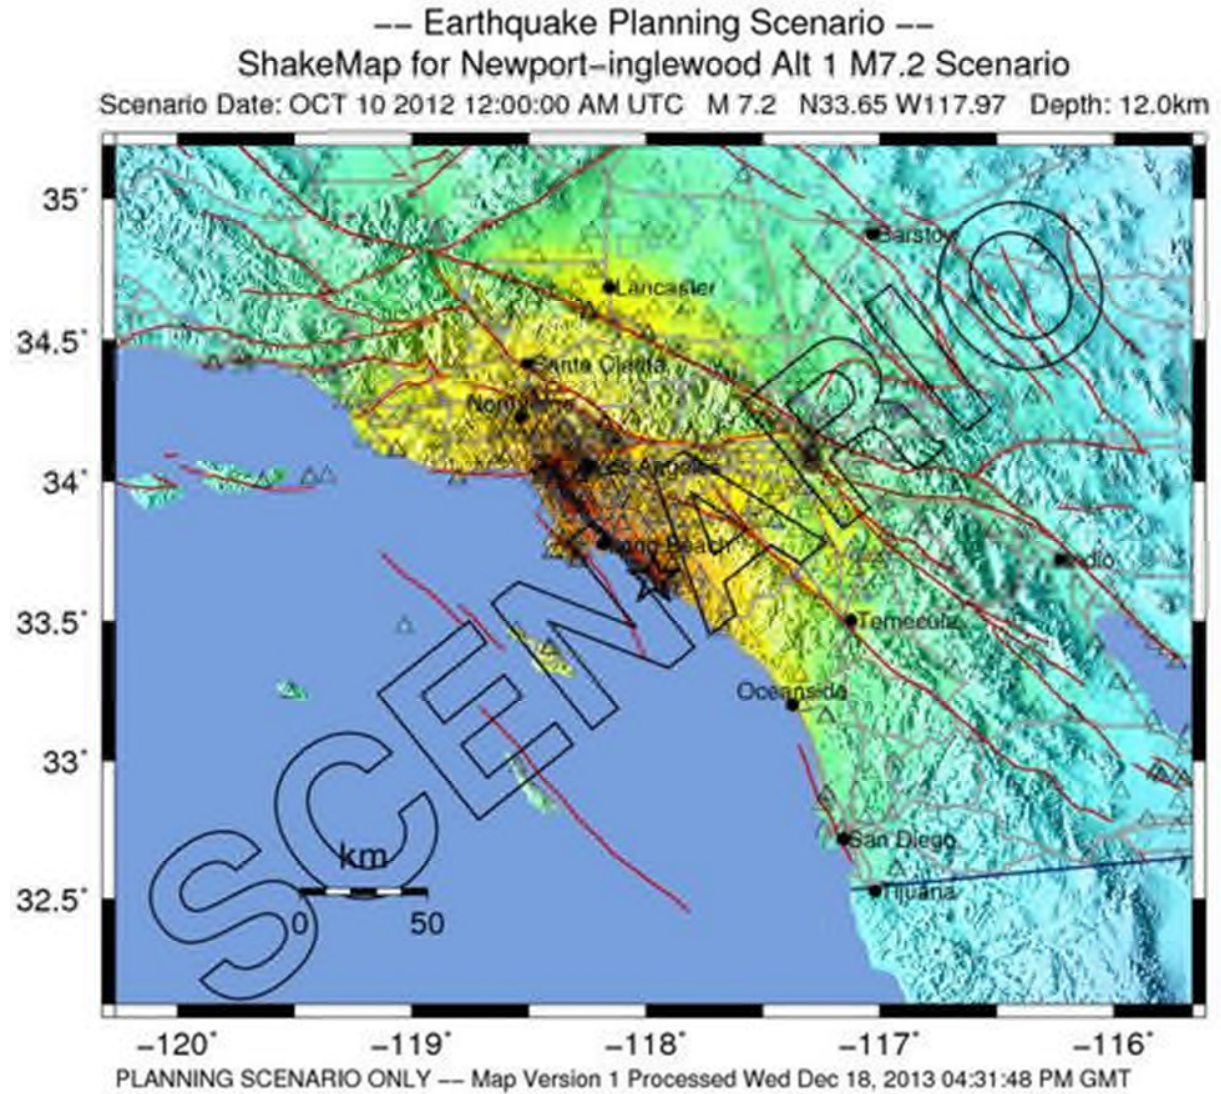 -- Earthquake Planning Scenario --
ShakeMap for Newport-inglewood Alt 1 M7.2 Scenario
Scenario Date: OCT 10 2012 12:00:00 AM UTC M 7.2 N33.65 W117.97 Depth: 12.0km
35°
Barstow
Lancaster
34.5°
Santa Clarita
34°
Los Angeles
Long Beach
Indio
33.5°
Temecula
Oceanside
33°
San Diego
km
32.5°
0 50
Tijuana
SCENARIO
-120° -119° -118° -117° -116°
PLANNING SCENARIO ONLY -- Map Version 1 Processed Wed Dec 18, 2013 04:31:48 PM GMT